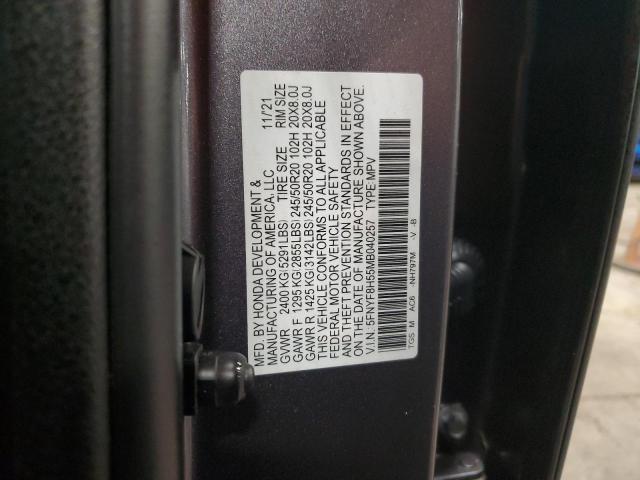 MFD. BY HONDA DEVELOPMENT &
MANUFACTURING OF AMERICA, LLC 11/'21
GVWR 2400 KG(5291LBS) TIRE SIZE RIM SIZE
GAWR F 1295 KG(2855LBS)245/50R20 102H 20X8.0J
GAWR R 1425 KG(3142LBS)245/50R20 102H 20X8.0J
THIS VEHICLE CONFORMS TO ALL APPLICABLE
FEDERAL MOTOR VEHICLE SAFETY
AND THEFT PREVENTION STANDARDS IN EFFECT
ON THE DATE OF MANUFACTURE SHOWN ABOVE.
V.I.N: 5FNYF8H55MB040257 TYPE:MPV
TGS M AC6 -NH797M -V -B